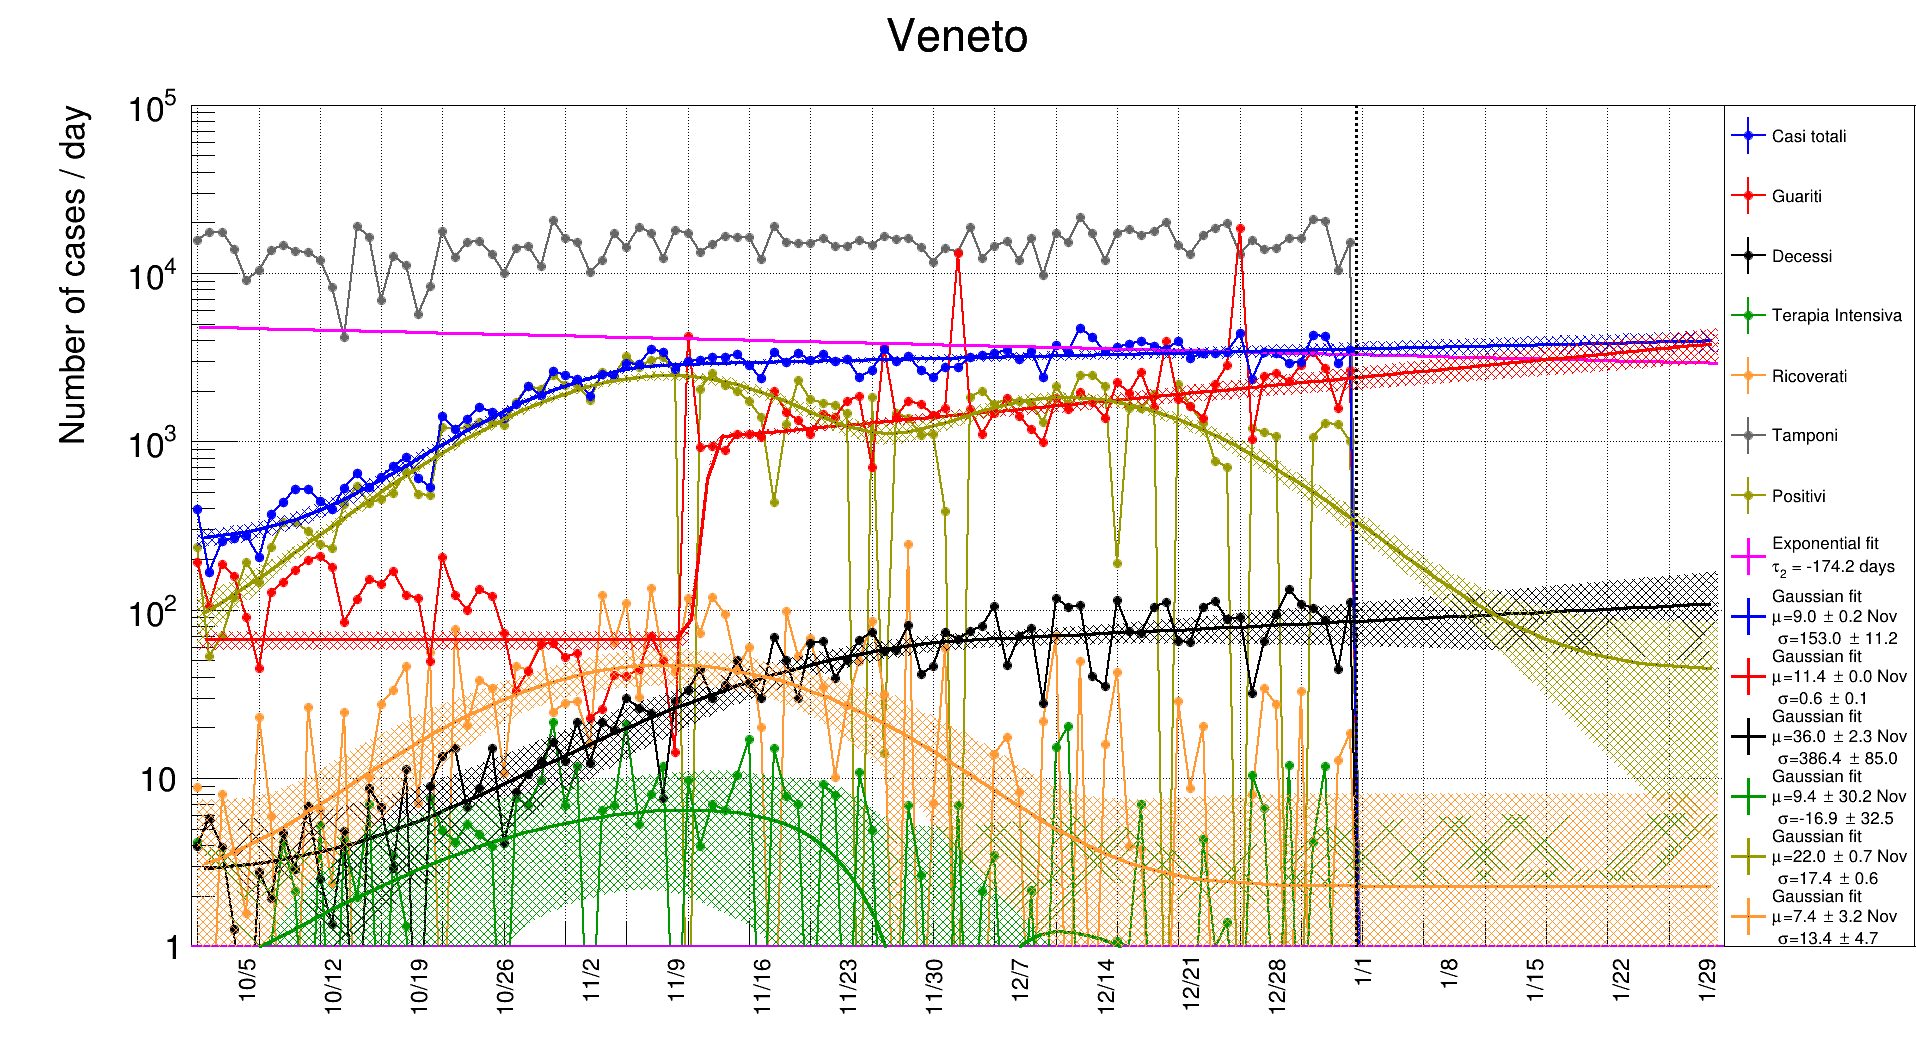 Veneto
Number of cases / day
10^5
10^4
10^3
10^2
10
1
10/5
10/12
10/19
10/26
11/2
11/9
11/16
11/23
11/30
12/7
12/14
12/21
12/28
1/1
1/8
1/15
1/22
1/29
Casi totali
Guariti
Decessi
Terapia Intensiva
Ricoverati
Tamponi
Positivi
Exponential fit
τ₂ = -174.2 days
Gaussian fit
μ=9.0 ± 0.2 Nov
σ=153.0 ± 11.2
Gaussian fit
μ=11.4 ± 0.0 Nov
σ=0.6 ± 0.1
Gaussian fit
μ=36.0 ± 2.3 Nov
σ=386.4 ± 85.0
Gaussian fit
μ=9.4 ± 30.2 Nov
σ=-16.9 ± 32.5
Gaussian fit
μ=22.0 ± 0.7 Nov
σ=17.4 ± 0.6
Gaussian fit
μ=7.4 ± 3.2 Nov
σ=13.4 ± 4.7